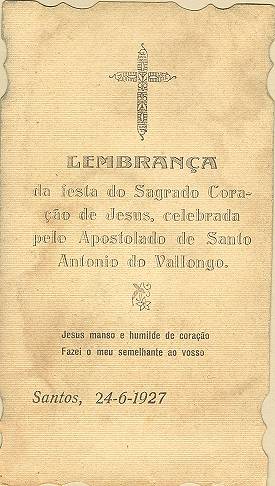 LEMBRANÇA
da festa do Sagrado Cora-
ção de Jesus, celebrada
pelo Apostolado de Santo
Antonio do Vallongo.
Jesus manso e humilde de coração
Fazei o meu semelhante ao vosso
Santos, 24-6-1927